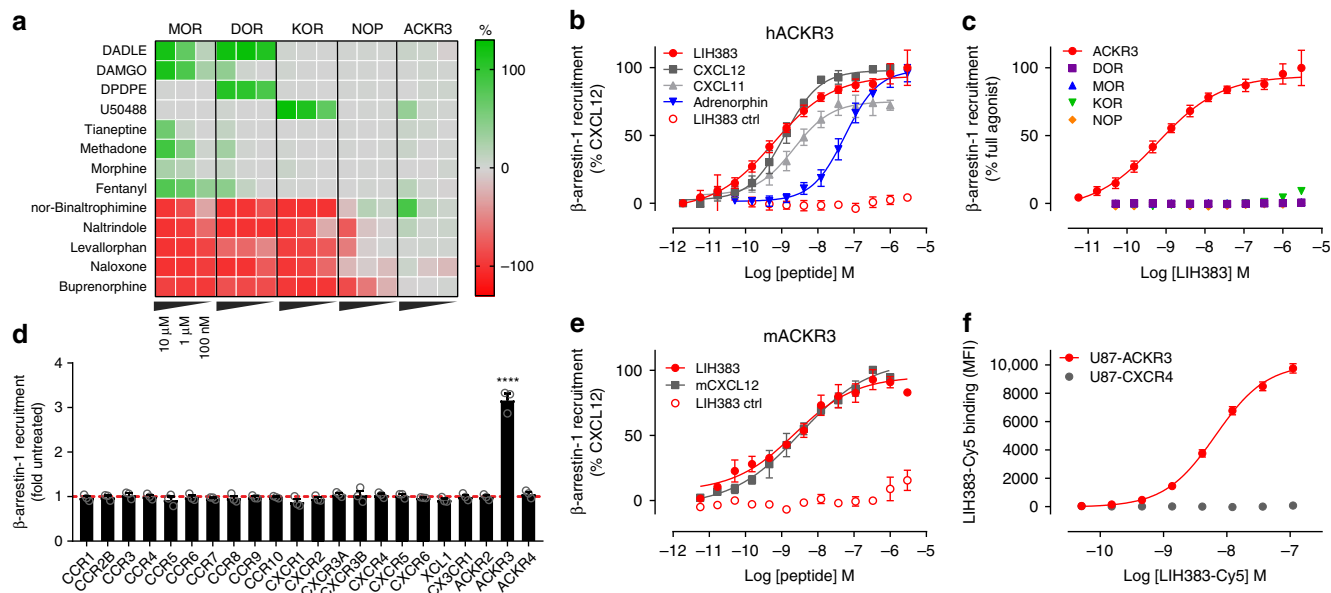 a
MOR DOR KOR NOP ACKR3 %
DADLE
DAMGO
DPDPE
U50488
Tianeptine
Methadone
Morphine
Fentanyl
nor-Binaltrophimine
Naltrindole
Levallorphan
Naloxone
Buprenorphine
100
0
−100
10 μM
1 μM
100 nM
b
hACKR3
LIH383
CXCL12
CXCL11
Adrenorphin
LIH383 ctrl
β-arrestin-1 recruitment
(% CXCL12)
100
50
0
−12 −11 −10 −9 −8 −7 −6 −5
Log [peptide] M
c
ACKR3
DOR
MOR
KOR
NOP
β-arrestin-1 recruitment
(% full agonist)
100
50
0
−11 −10 −9 −8 −7 −6 −5
Log [LIH383] M
d
β-arrestin-1 recruitment
(fold untreated)
4
3
2
1
0
****
CCR1
CCR2B
CCR3
CCR4
CCR5
CCR6
CCR7
CCR8
CCR9
CCR10
CXCR1
CXCR2
CXCR3A
CXCR3B
CXCR4
CXCR5
CXCR6
XCL1
CX3CR1
ACKR2
ACKR3
ACKR4
e
mACKR3
LIH383
mCXCL12
LIH383 ctrl
β-arrestin-1 recruitment
(% CXCL12)
100
50
0
−12 −11 −10 −9 −8 −7 −6 −5
Log [peptide] M
f
U87-ACKR3
U87-CXCR4
LIH383-Cy5 binding (MFI)
10,000
8000
6000
4000
2000
0
−10 −9 −8 −7
Log [LIH383-Cy5] M